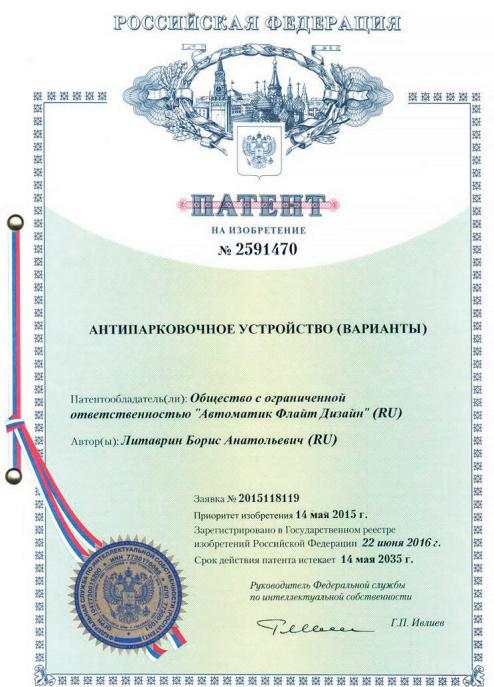 РОССИЙСКАЯ ФЕДЕРАЦИЯ
ПАТЕНТ
НА ИЗОБРЕТЕНИЕ
№ 2591470
АНТИПАРКОВОЧНОЕ УСТРОЙСТВО (ВАРИАНТЫ)
Патентообладатель(ли): Общество с ограниченной
ответственностью "Автоматик Флайт Дизайн" (RU)
Автор(ы): Литаврин Борис Анатольевич (RU)
Заявка № 2015118119
Приоритет изобретения 14 мая 2015 г.
Зарегистрировано в Государственном реестре
изобретений Российской Федерации 22 июня 2016 г.
Срок действия патента истекает 14 мая 2035 г.
Руководитель Федеральной службы
по интеллектуальной собственности
Г.П. Ивлиев